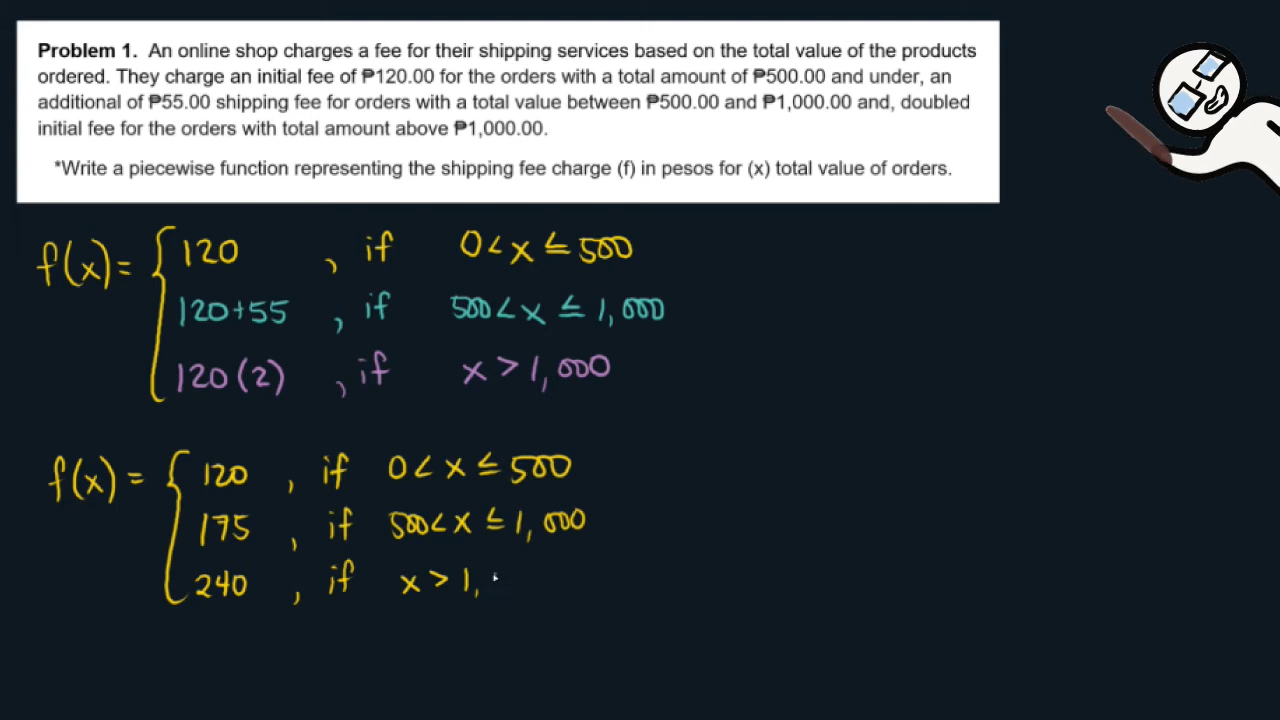 Problem 1. An online shop charges a fee for their shipping services based on the total value of the products
ordered. They charge an initial fee of ₱120.00 for the orders with a total amount of ₱500.00 and under, an
additional of ₱55.00 shipping fee for orders with a total value between ₱500.00 and ₱1,000.00 and, doubled
initial fee for the orders with total amount above ₱1,000.00.
*Write a piecewise function representing the shipping fee charge (f) in pesos for (x) total value of orders.
f(x) = { 120 , if 0 < x ≤ 500
120+55 , if 500 < x ≤ 1,000
120(2) , if x > 1,000
f(x) = { 120 , if 0 < x ≤ 500
175 , if 500 < x ≤ 1,000
240 , if x > 1,